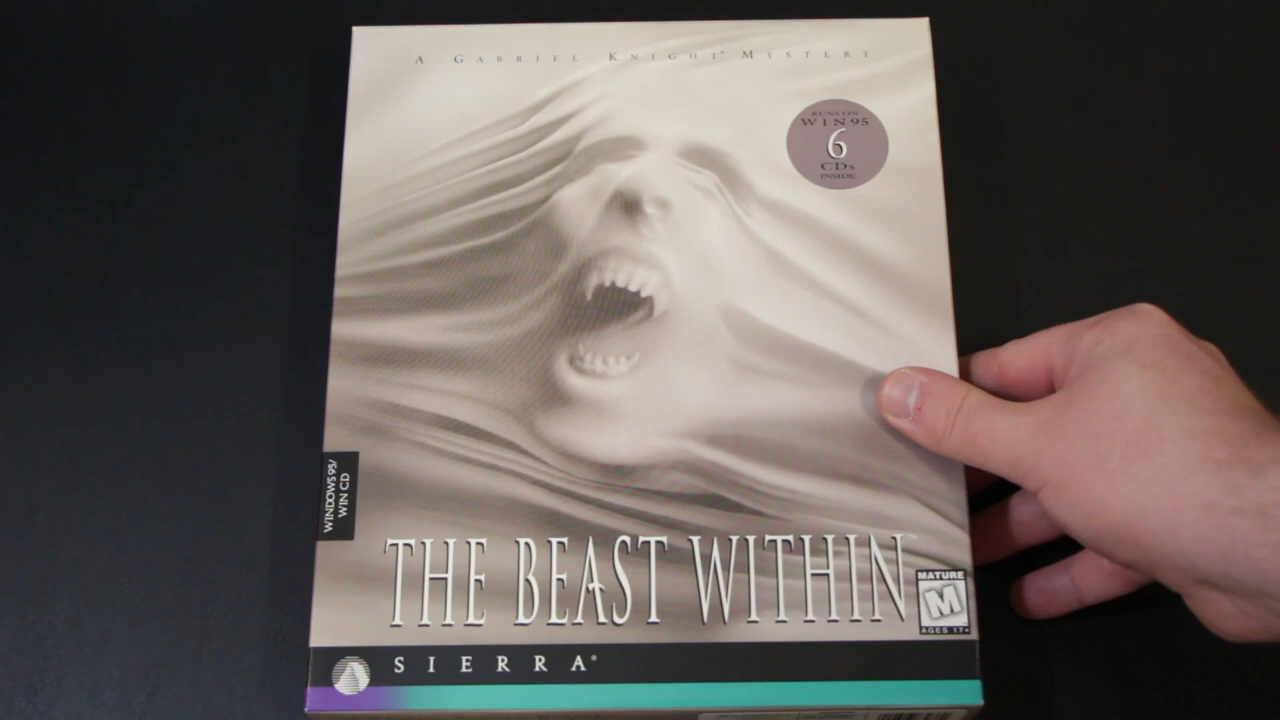 A GABRIEL KNIGHT® MYSTERY
RUNS ON
WIN 95
6
CDs
INSIDE
WINDOWS 95/
WIN CD
THE BEAST WITHIN™
MATURE
M
AGES 17+
SIERRA®